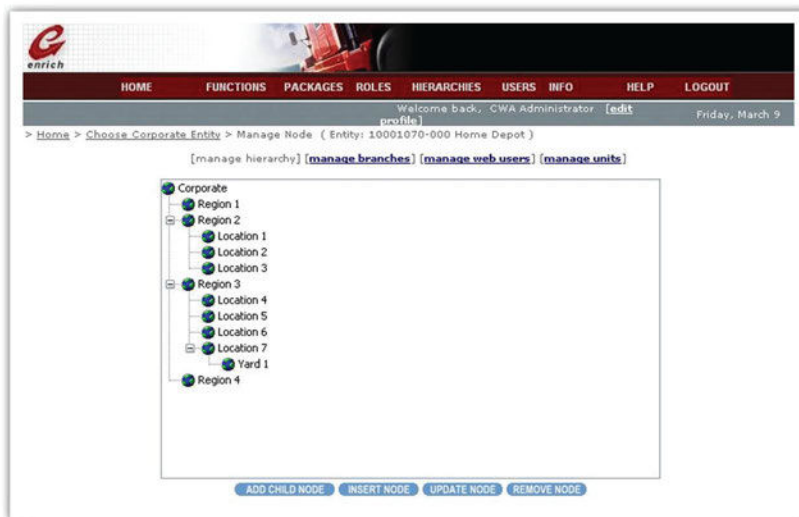 enrich
HOME FUNCTIONS PACKAGES ROLES HIERARCHIES USERS INFO HELP LOGOUT
Welcome back, CWA Administrator [edit profile] Friday, March 9
> Home > Choose Corporate Entity > Manage Node ( Entity: 10001070-000 Home Depot )
[manage hierarchy] [manage branches] [manage web users] [manage units]
Corporate
Region 1
Region 2
Location 1
Location 2
Location 3
Region 3
Location 4
Location 5
Location 6
Location 7
Yard 1
Region 4
ADD CHILD NODE INSERT NODE UPDATE NODE REMOVE NODE